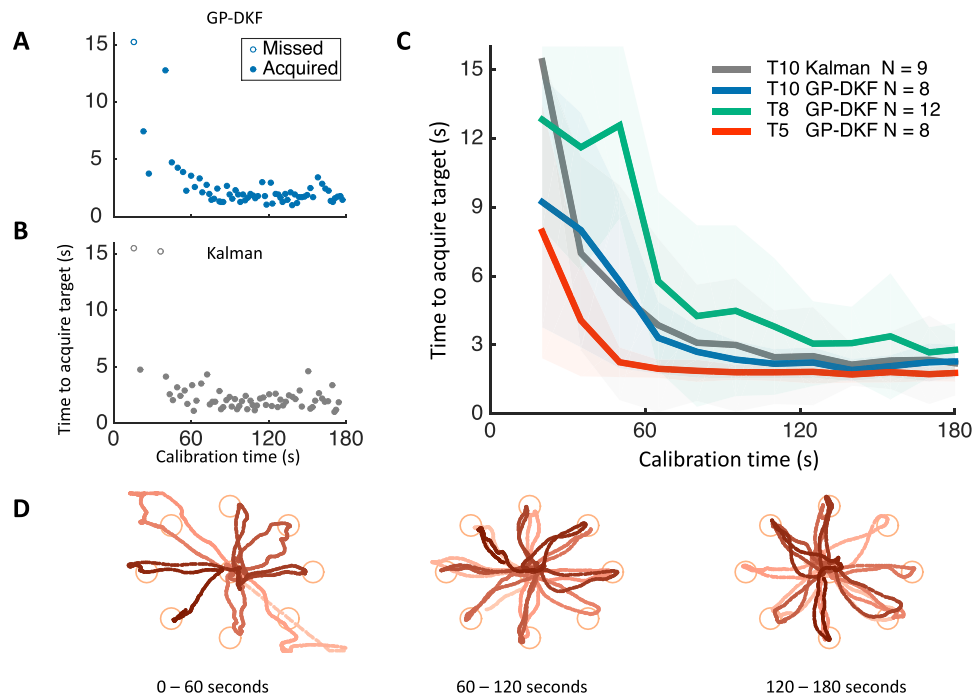 A
GP-DKF
15
10
5
0
Missed
Acquired
B
Kalman
15
10
5
0
0 60 120 180
Time to acquire target (s)
Calibration time (s)
C
15
12
9
6
3
0
0 60 120 180
Time to acquire target (s)
Calibration time (s)
T10 Kalman N = 9
T10 GP-DKF N = 8
T8 GP-DKF N = 12
T5 GP-DKF N = 8
D
0 – 60 seconds
60 – 120 seconds
120 – 180 seconds